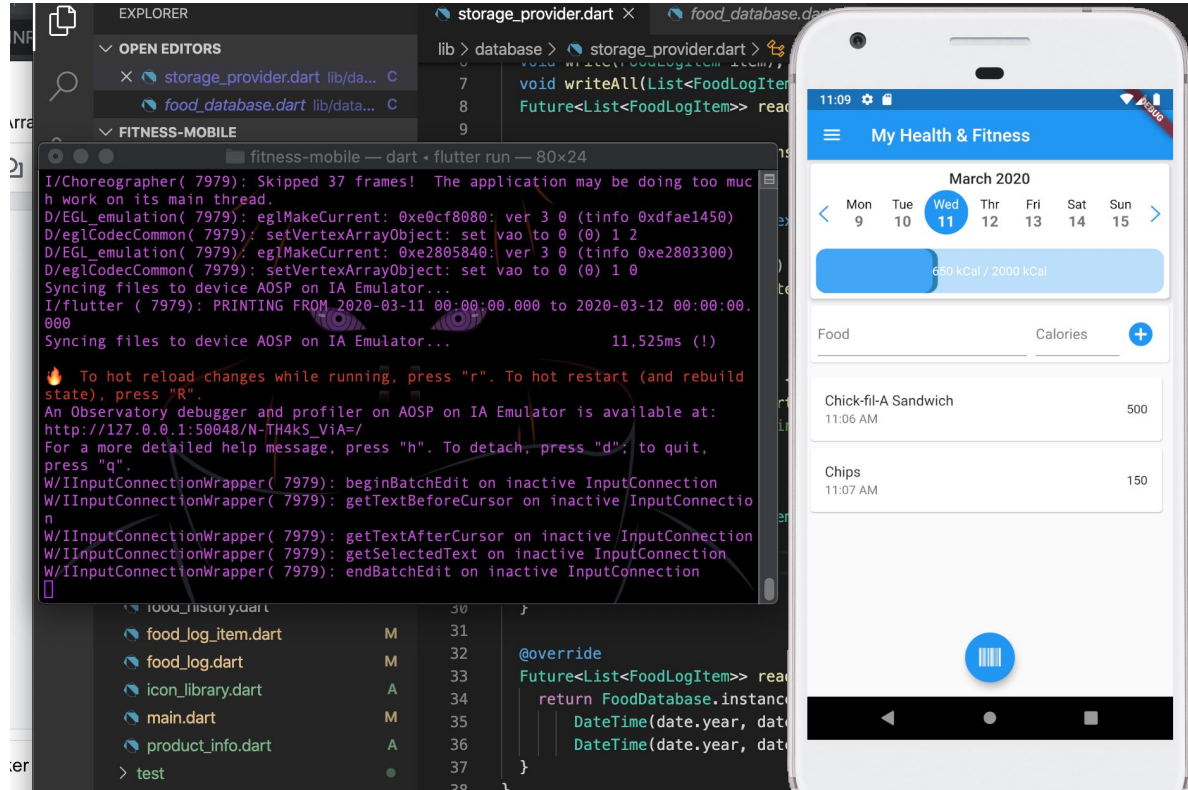 INF
Arra
ker
EXPLORER
OPEN EDITORS
storage_provider.dart lib/da... C
food_database.dart lib/data... C
FITNESS-MOBILE
storage_provider.dart
food_database.dart
lib > database > storage_provider.dart >
void write(FoodLogItem item);
7 void writeAll(List<FoodLogIte
8 Future<List<FoodLogItem>> rea
9
fitness-mobile — dart ◂ flutter run — 80×24
I/Choreographer( 7979): Skipped 37 frames!  The application may be doing too muc
h work on its main thread.
D/EGL_emulation( 7979): eglMakeCurrent: 0xe0cf8080: ver 3 0 (tinfo 0xdfae1450)
D/eglCodecCommon( 7979): setVertexArrayObject: set vao to 0 (0) 1 2
D/EGL_emulation( 7979): eglMakeCurrent: 0xe2805840: ver 3 0 (tinfo 0xe2803300)
D/eglCodecCommon( 7979): setVertexArrayObject: set vao to 0 (0) 1 0
Syncing files to device AOSP on IA Emulator...
I/flutter ( 7979): PRINTING FROM 2020-03-11 00:00:00.000 to 2020-03-12 00:00:00.
000
Syncing files to device AOSP on IA Emulator... 11,525ms (!)
🔥 To hot reload changes while running, press "r". To hot restart (and rebuild
state), press "R".
An Observatory debugger and profiler on AOSP on IA Emulator is available at:
http://127.0.0.1:50048/N-TH4kS_ViA=/
For a more detailed help message, press "h". To detach, press "d"; to quit,
press "q".
W/IInputConnectionWrapper( 7979): beginBatchEdit on inactive InputConnection
W/IInputConnectionWrapper( 7979): getTextBeforeCursor on inactive InputConnectio
n
W/IInputConnectionWrapper( 7979): getTextAfterCursor on inactive InputConnection
W/IInputConnectionWrapper( 7979): getSelectedText on inactive InputConnection
W/IInputConnectionWrapper( 7979): endBatchEdit on inactive InputConnection
food_history.dart
food_log_item.dart M
food_log.dart M
icon_library.dart A
main.dart M
product_info.dart A
> test
30 }
31
32 @override
33 Future<List<FoodLogItem>> rea
34 return FoodDatabase.instanc
35 DateTime(date.year, dat
36 DateTime(date.year, dat
37 }
38 }
11:09
DEBUG
My Health & Fitness
March 2020
Mon Tue Wed Thr Fri Sat Sun
9 10 11 12 13 14 15
650 kCal / 2000 kCal
Food Calories
Chick-fil-A Sandwich
11:06 AM
500
Chips
11:07 AM
150